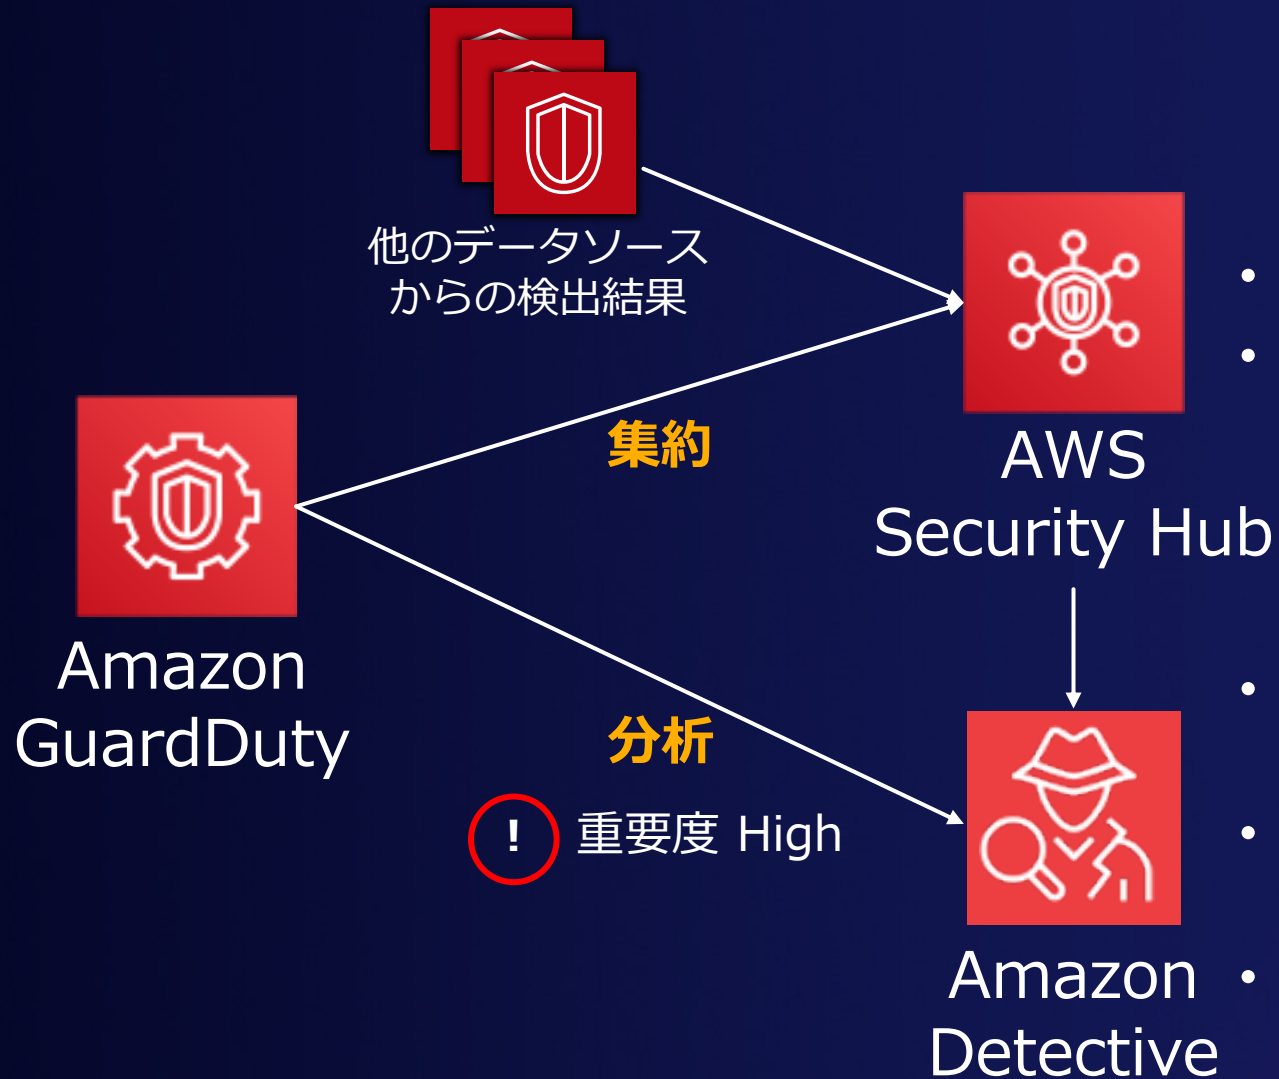 他のデータソース
からの検出結果
集約
AWS
Security Hub
Amazon
GuardDuty
分析
! 重要度 High
Amazon
Detective